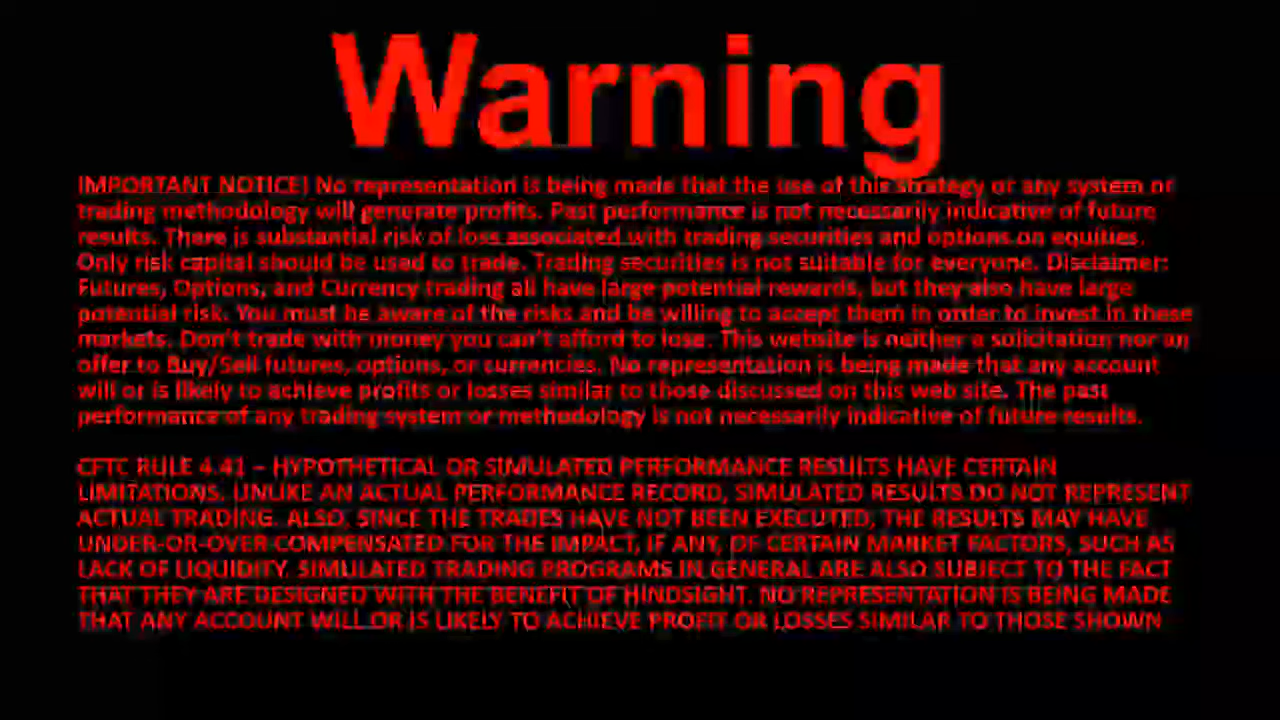 Warning
IMPORTANT NOTICE! No representation is being made that the use of this strategy or any system or
trading methodology will generate profits. Past performance is not necessarily indicative of future
results. There is substantial risk of loss associated with trading securities and options on equities.
Only risk capital should be used to trade. Trading securities is not suitable for everyone. Disclaimer:
Futures, Options, and Currency trading all have large potential rewards, but they also have large
potential risk. You must be aware of the risks and be willing to accept them in order to invest in these
markets. Don't trade with money you can't afford to lose. This website is neither a solicitation nor an
offer to Buy/Sell futures, options, or currencies. No representation is being made that any account
will or is likely to achieve profits or losses similar to those discussed on this web site. The past
performance of any trading system or methodology is not necessarily indicative of future results.
CFTC RULE 4.41 – HYPOTHETICAL OR SIMULATED PERFORMANCE RESULTS HAVE CERTAIN
LIMITATIONS. UNLIKE AN ACTUAL PERFORMANCE RECORD, SIMULATED RESULTS DO NOT REPRESENT
ACTUAL TRADING. ALSO, SINCE THE TRADES HAVE NOT BEEN EXECUTED, THE RESULTS MAY HAVE
UNDER-OR-OVER COMPENSATED FOR THE IMPACT, IF ANY, OF CERTAIN MARKET FACTORS, SUCH AS
LACK OF LIQUIDITY. SIMULATED TRADING PROGRAMS IN GENERAL ARE ALSO SUBJECT TO THE FACT
THAT THEY ARE DESIGNED WITH THE BENEFIT OF HINDSIGHT. NO REPRESENTATION IS BEING MADE
THAT ANY ACCOUNT WILL OR IS LIKELY TO ACHIEVE PROFIT OR LOSSES SIMILAR TO THOSE SHOWN